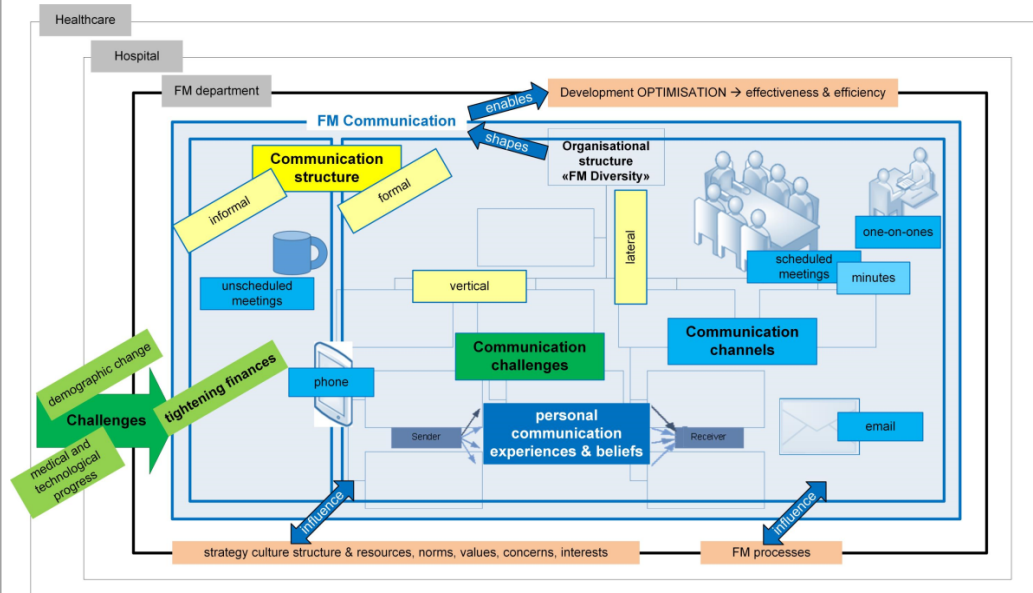 Healthcare
Hospital
FM department
enables
Development OPTIMISATION → effectiveness & efficiency
FM Communication
shapes
Communication
structure
Organisational
structure
«FM Diversity»
informal
formal
lateral
one-on-ones
unscheduled
meetings
scheduled
meetings
minutes
vertical
Communication
challenges
Communication
channels
demographic change
tightening finances
Challenges
medical and
technological
progress
phone
Sender
personal
communication
experiences & beliefs
Receiver
email
influence
influence
strategy culture structure & resources, norms, values, concerns, interests
FM processes